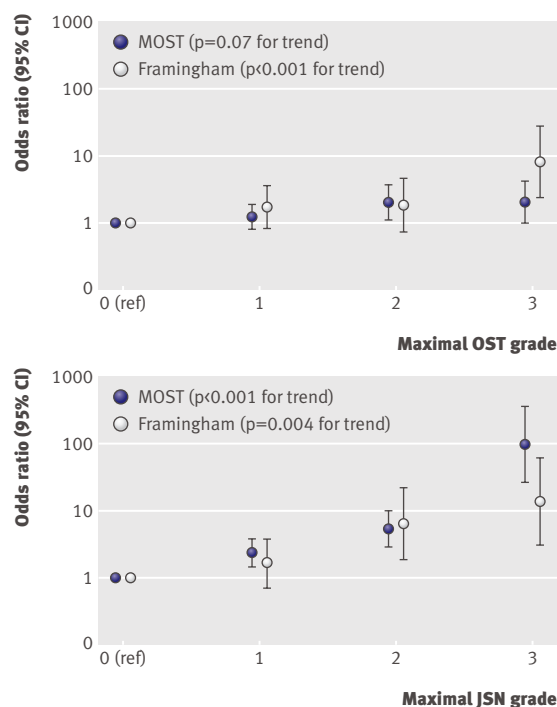 Odds ratio (95% CI)
1000
100
10
1
0
MOST (p=0.07 for trend)
Framingham (p<0.001 for trend)
0 (ref)
1
2
3
Maximal OST grade
Odds ratio (95% CI)
1000
100
10
1
0
MOST (p<0.001 for trend)
Framingham (p=0.004 for trend)
0 (ref)
1
2
3
Maximal JSN grade